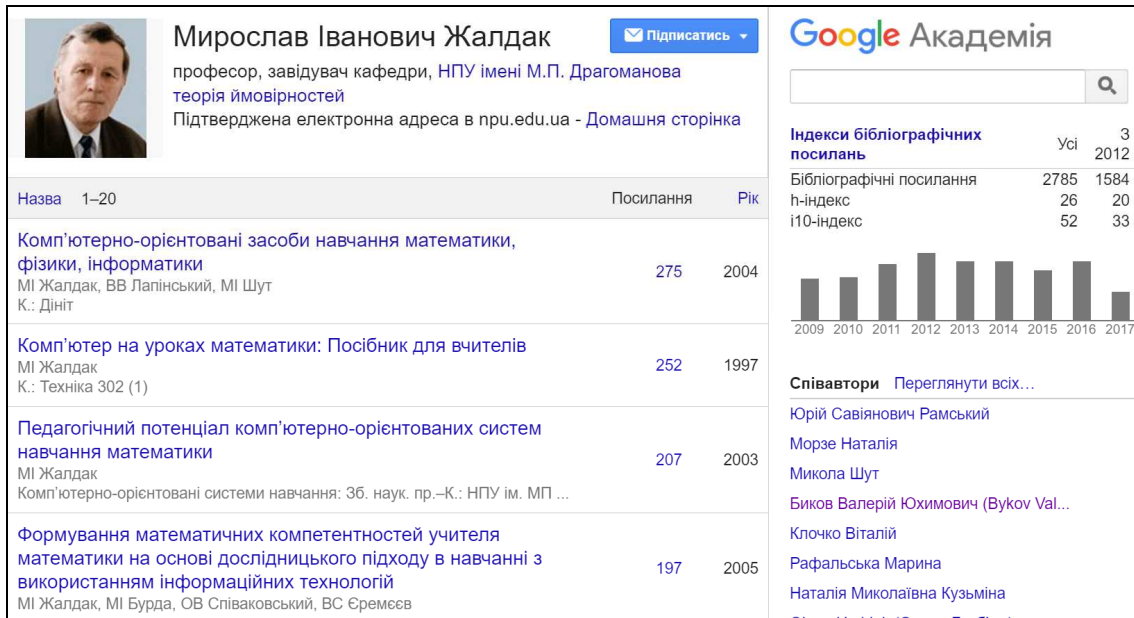 Мирослав Іванович Жалдак
Підписатись
професор, завідувач кафедри, НПУ імені М.П. Драгоманова
теорія ймовірностей
Підтверджена електронна адреса в npu.edu.ua - Домашня сторінка
Назва 1–20 Посилання Рік
Комп’ютерно-орієнтовані засоби навчання математики,
фізики, інформатики
МІ Жалдак, ВВ Лапінський, МІ Шут
К.: Дініт
275 2004
Комп’ютер на уроках математики: Посібник для вчителів
МІ Жалдак
К.: Техніка 302 (1)
252 1997
Педагогічний потенціал комп’ютерно-орієнтованих систем
навчання математики
МІ Жалдак
Комп’ютерно-орієнтовані системи навчання: Зб. наук. пр.–К.: НПУ ім. МП ...
207 2003
Формування математичних компетентностей учителя
математики на основі дослідницького підходу в навчанні з
використанням інформаційних технологій
МІ Жалдак, МІ Бурда, ОВ Співаковський, ВС Єремєєв
197 2005
Google Академія
Індекси бібліографічних
посилань
Усі
З
2012
Бібліографічні посилання 2785 1584
h-індекс 26 20
i10-індекс 52 33
2009 2010 2011 2012 2013 2014 2015 2016 2017
Співавтори Переглянути всіх…
Юрій Савіянович Рамський
Морзе Наталія
Микола Шут
Биков Валерій Юхимович (Bykov Val...
Клочко Віталій
Рафальська Марина
Наталія Миколаївна Кузьміна